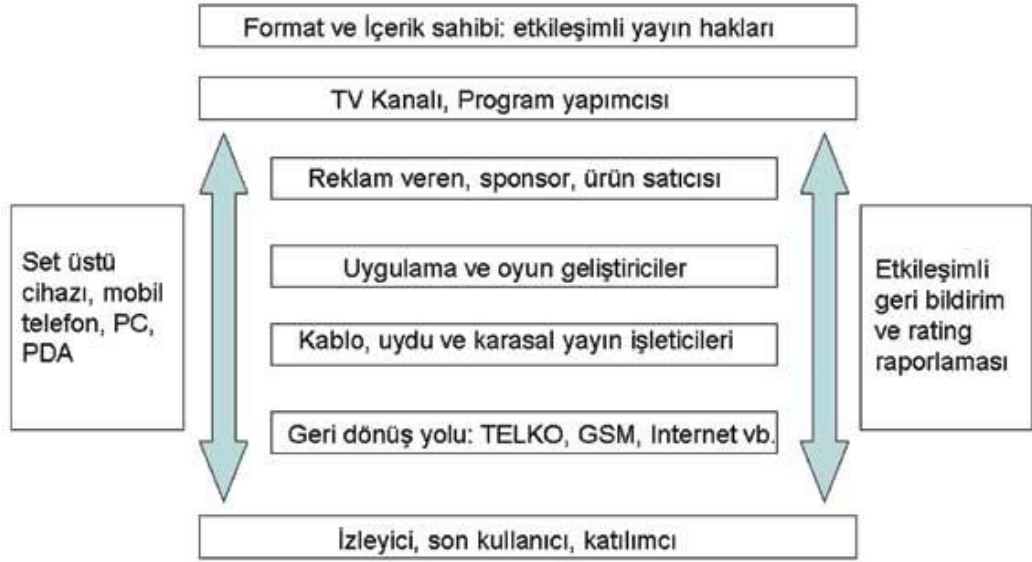 Format ve İçerik sahibi: etkileşimli yayın hakları
TV Kanalı, Program yapımcısı
Reklam veren, sponsor, ürün satıcısı
Set üstü
cihazı, mobil
telefon, PC,
PDA
Uygulama ve oyun geliştiriciler
Kablo, uydu ve karasal yayın işleticileri
Geri dönüş yolu: TELKO, GSM, Internet vb.
Etkileşimli
geri bildirim
ve rating
raporlaması
İzleyici, son kullanıcı, katılımcı